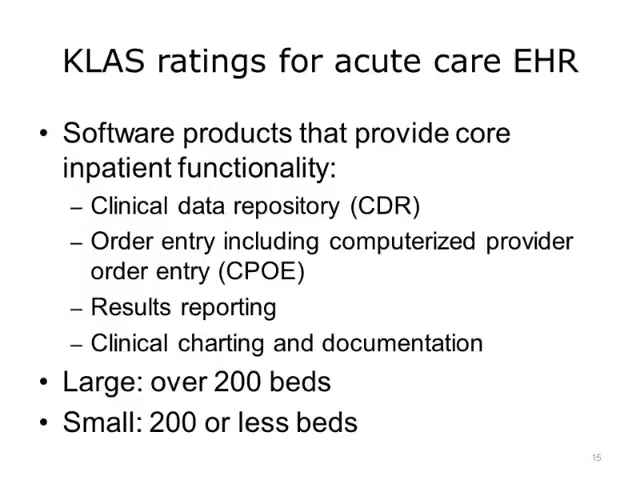 KLAS ratings for acute care EHR
• Software products that provide core
inpatient functionality:
– Clinical data repository (CDR)
– Order entry including computerized provider
order entry (CPOE)
– Results reporting
– Clinical charting and documentation
• Large: over 200 beds
• Small: 200 or less beds
15